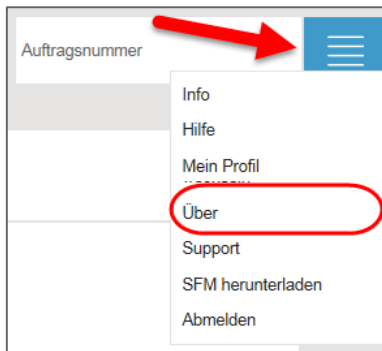 Auftragsnummer
Info
Hilfe
Mein Profil
Über
Support
SFM herunterladen
Abmelden